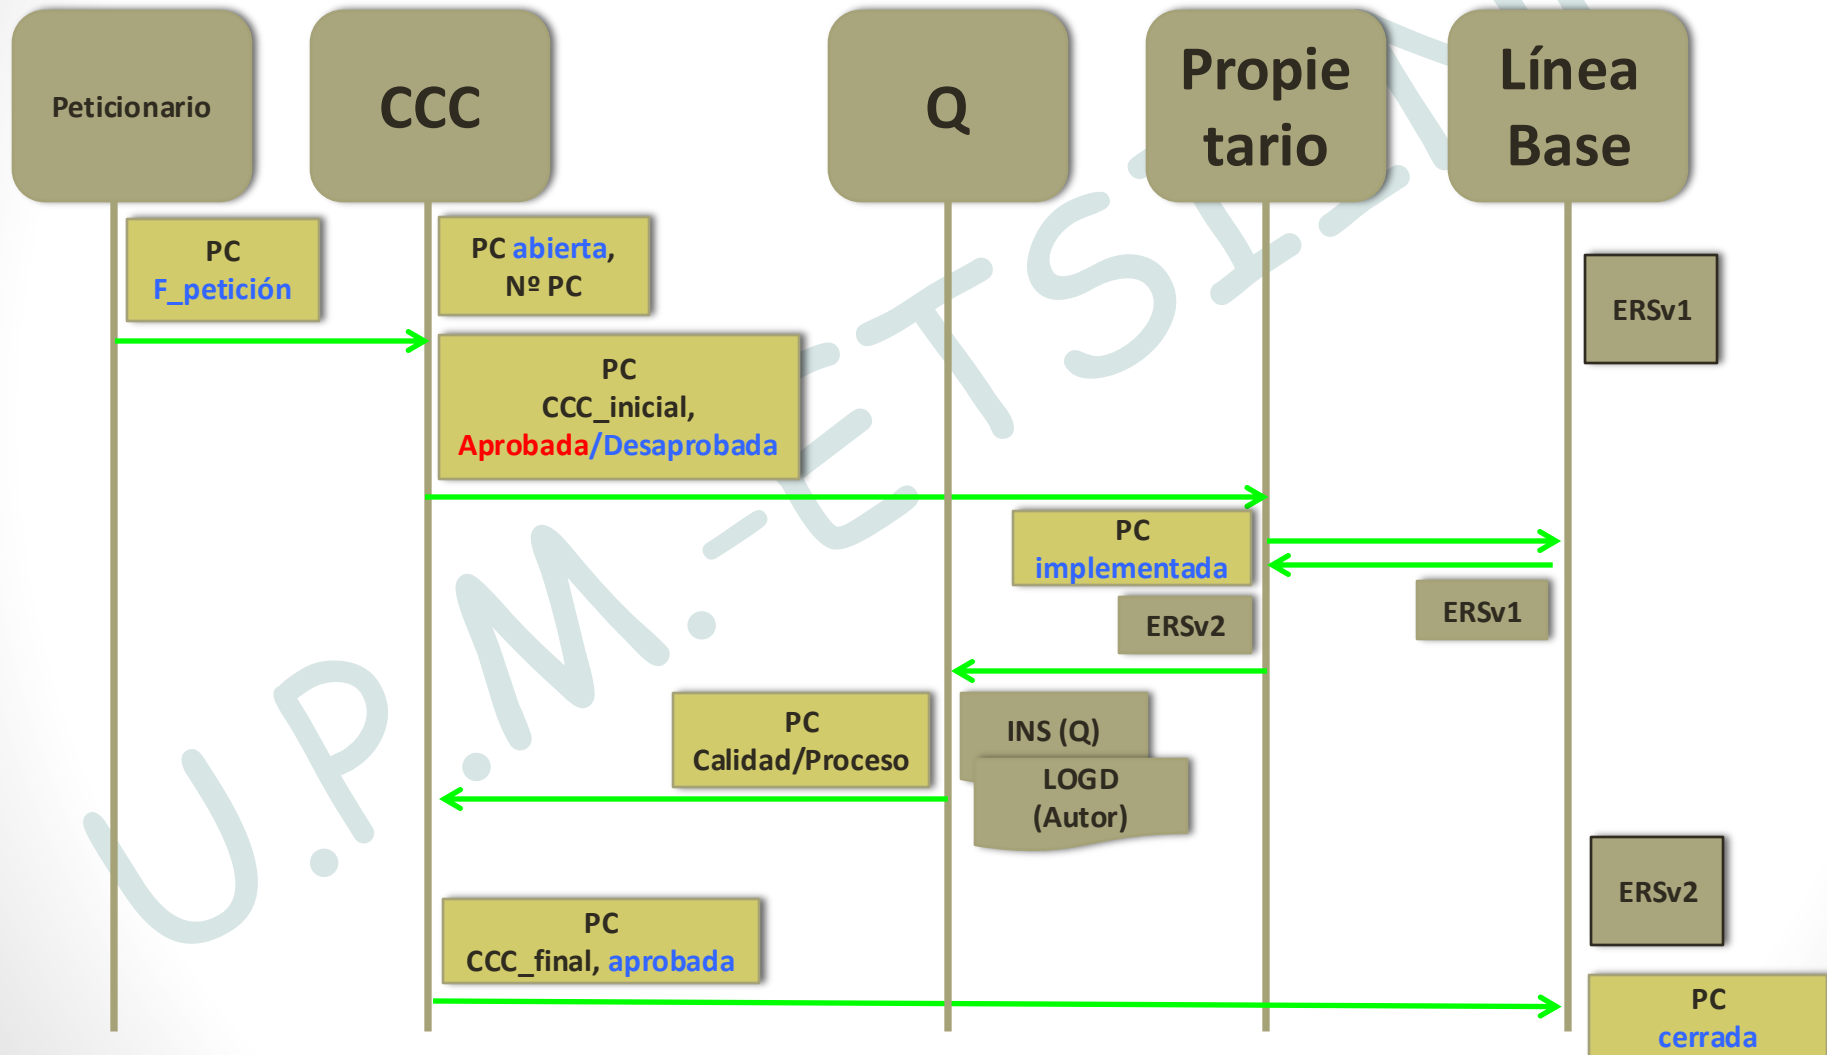 Peticionario
CCC
Q
Propie
tario
Línea
Base
PC
F_petición
PC abierta,
Nº PC
ERSv1
PC
CCC_inicial,
Aprobada/Desaprobada
PC
implementada
ERSv1
ERSv2
PC
Calidad/Proceso
INS (Q)
LOGD
(Autor)
ERSv2
PC
CCC_final, aprobada
PC
cerrada